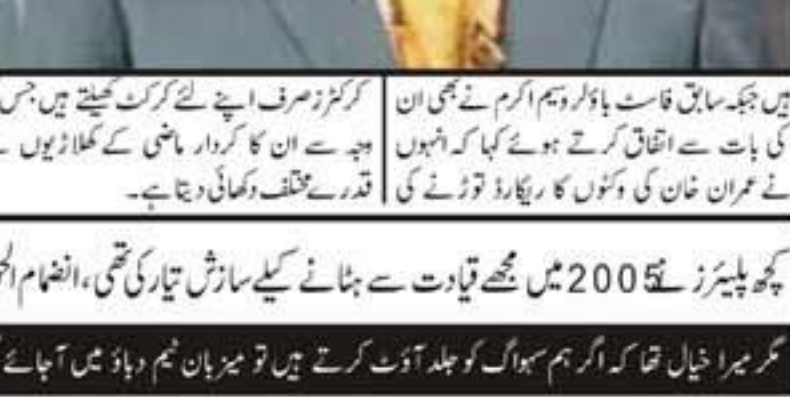 ہیں جبکہ سابق فاسٹ باؤلر وسیم اکرم نے بھی ان
کی بات سے اتفاق کرتے ہوئے کہا کہ انہوں
نے عمران خان کی وکٹوں کا ریکارڈ توڑنے کی
کرکٹرز صرف اپنے لئے کرکٹ کھیلتے ہیں جس
وجہ سے ان کا کردار ماضی کے کھلاڑیوں
قدرے مختلف دکھائی دیتا ہے۔
کچھ پلیئرز نے 2005 میں مجھے قیادت سے ہٹانے کیلے سازش تیار کی تھی، انضمام
مگر میرا خیال تھا کہ اگر ہم سہواگ کو جلد آؤٹ کرتے ہیں تو میزبان ٹیم دباؤ میں آجائے